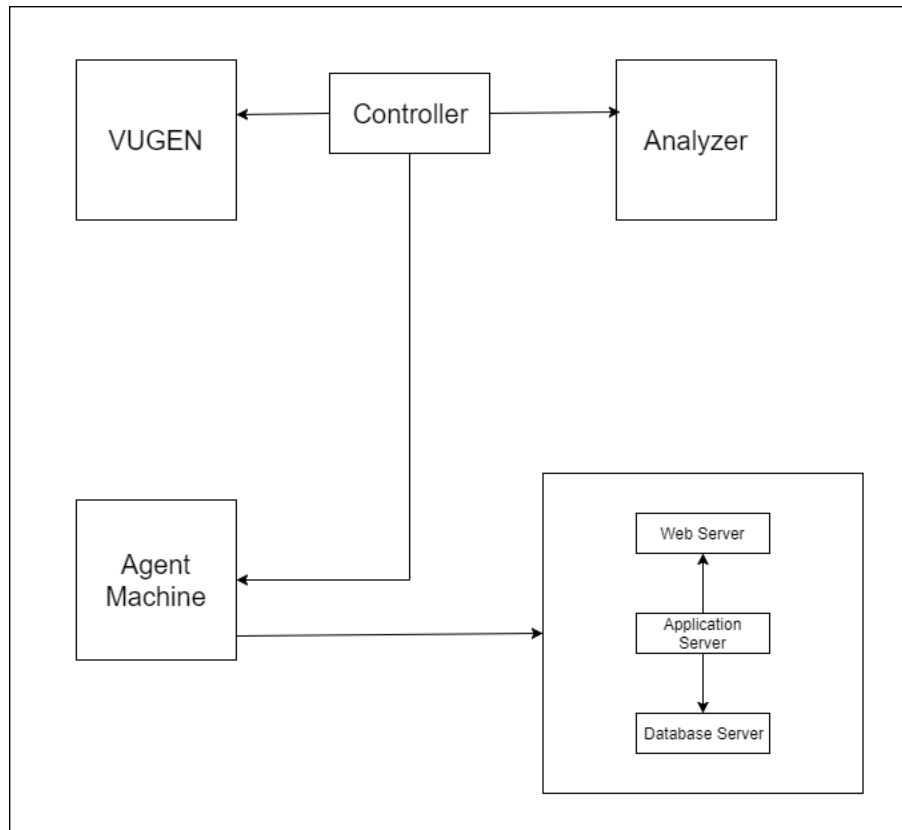 VUGEN
Controller
Analyzer
Agent
Machine
Web Server
Application
Server
Database Server